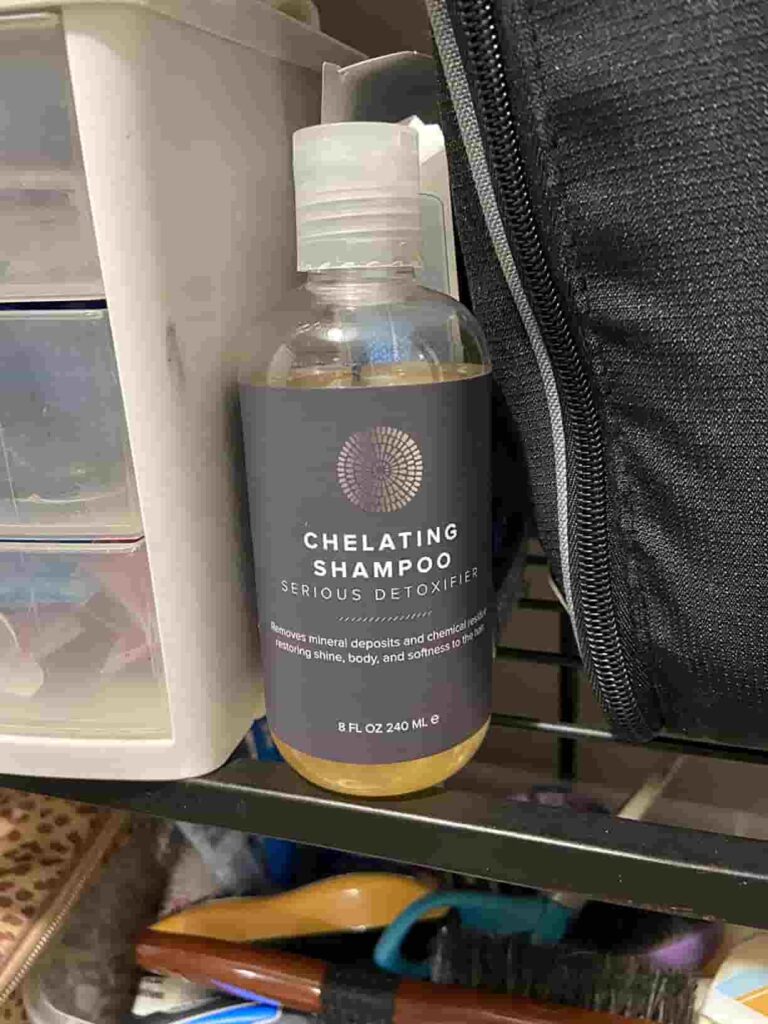 CHELATING
SHAMPOO
SERIOUS DETOXIFIER
Removes mineral deposits and chemical
restoring shine, body, and softness to the hair
8 FL OZ 240 ML e